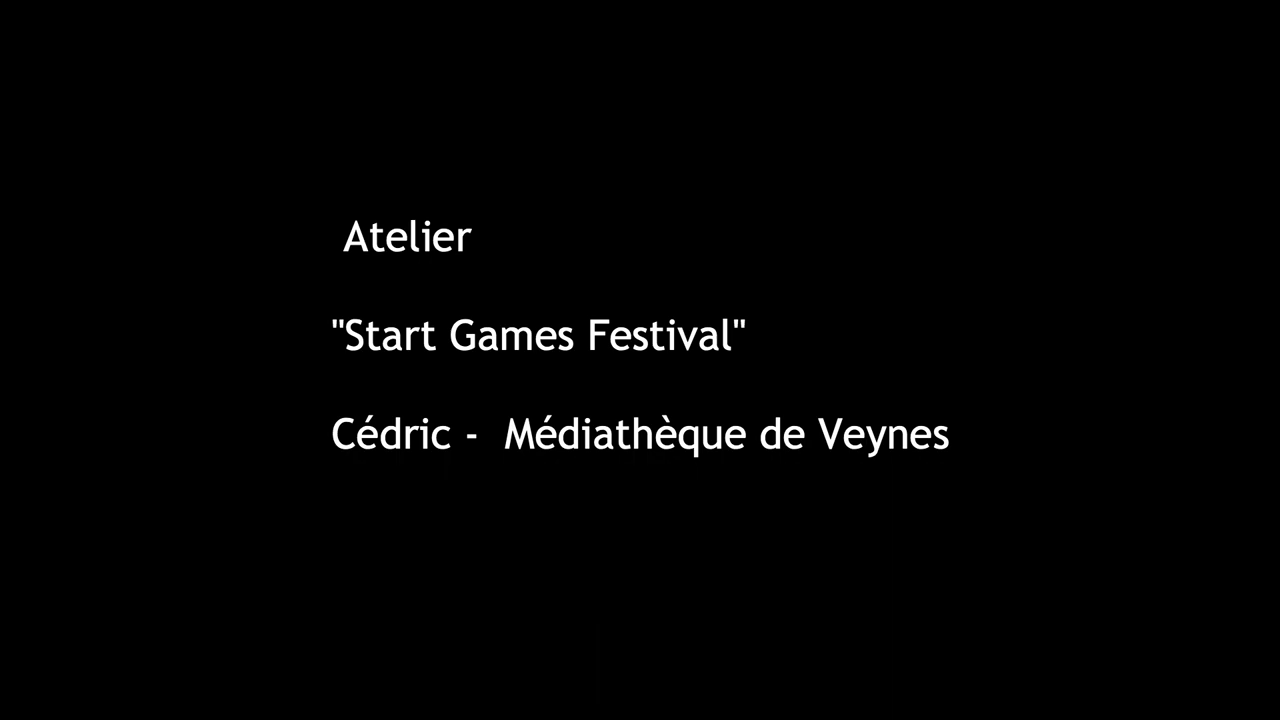 Atelier
"Start Games Festival"
Cédric -  Médiathèque de Veynes